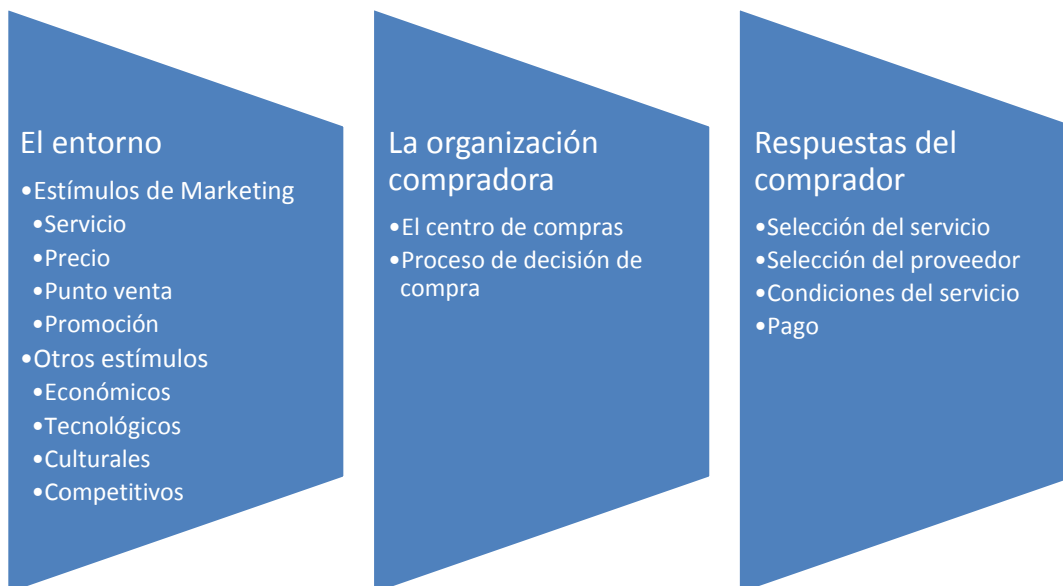 El entorno
•Estímulos de Marketing
•Servicio
•Precio
•Punto venta
•Promoción
•Otros estímulos
•Económicos
•Tecnológicos
•Culturales
•Competitivos
La organización
compradora
•El centro de compras
•Proceso de decisión de
compra
Respuestas del
comprador
•Selección del servicio
•Selección del proveedor
•Condiciones del servicio
•Pago